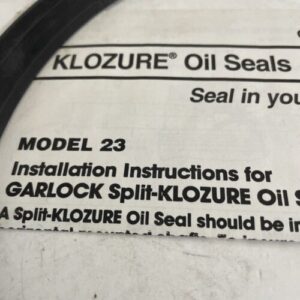 KLOZURE® Oil Seals
Seal in you
MODEL 23
Installation Instructions for
GARLOCK Split-KLOZURE Oil S
A Split-KLOZURE Oil Seal should be in